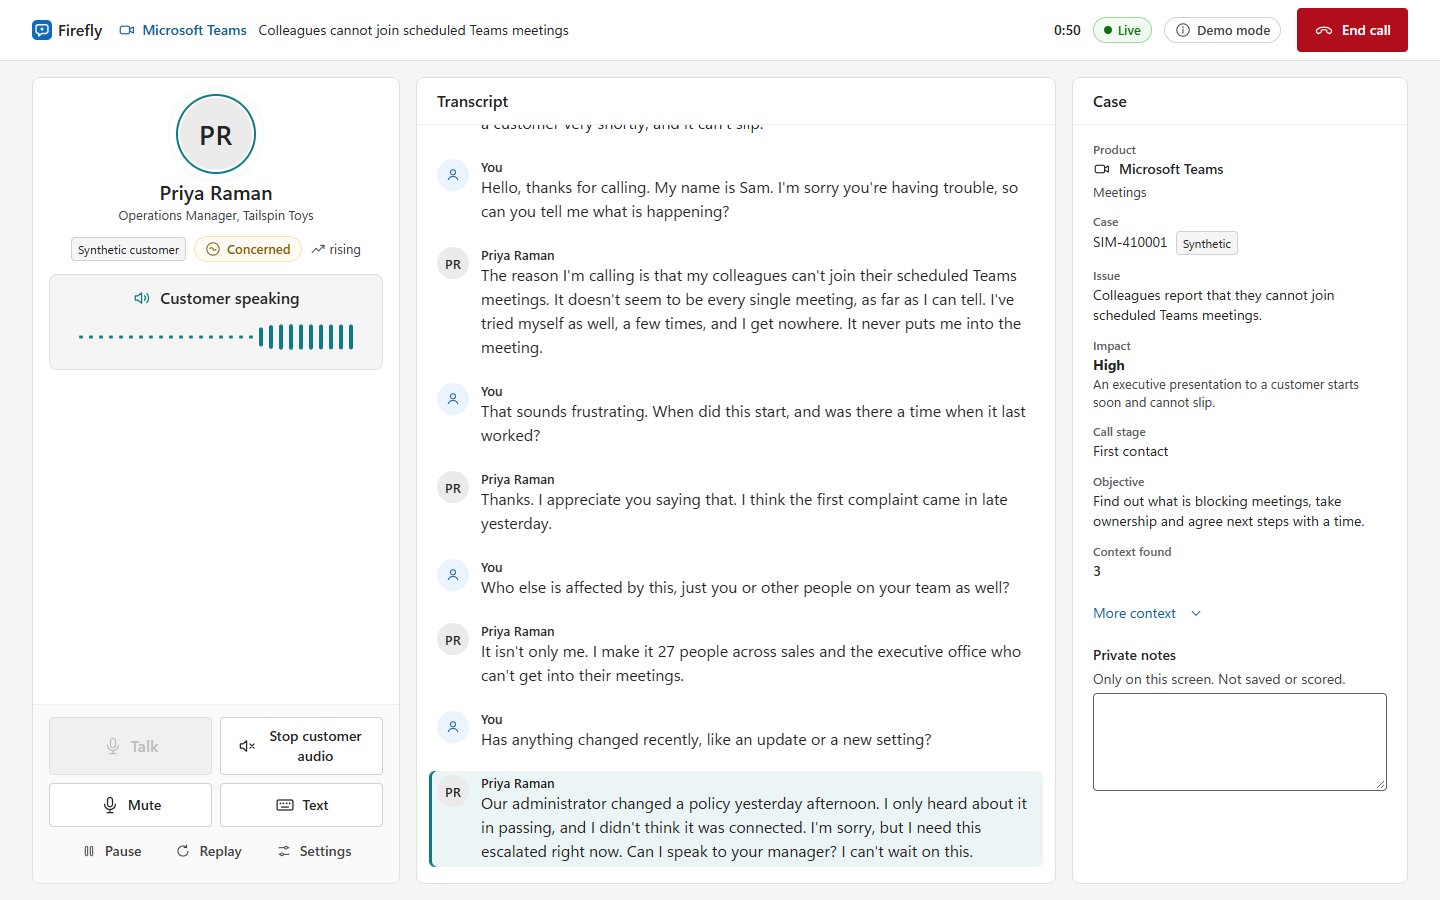 Firefly
Microsoft Teams
Colleagues cannot join scheduled Teams meetings
0:50
Live
Demo mode
End call
PR
Priya Raman
Operations Manager, Tailspin Toys
Synthetic customer
Concerned
rising
Customer speaking
Talk
Stop customer
audio
Mute
Text
Pause
Replay
Settings
Transcript
a customer very shortly, and it can't slip.
You
Hello, thanks for calling. My name is Sam. I'm sorry you're having trouble, so
can you tell me what is happening?
PR
Priya Raman
The reason I'm calling is that my colleagues can't join their scheduled Teams
meetings. It doesn't seem to be every single meeting, as far as I can tell. I've
tried myself as well, a few times, and I get nowhere. It never puts me into the
meeting.
You
That sounds frustrating. When did this start, and was there a time when it last
worked?
PR
Priya Raman
Thanks. I appreciate you saying that. I think the first complaint came in late
yesterday.
You
Who else is affected by this, just you or other people on your team as well?
PR
Priya Raman
It isn't only me. I make it 27 people across sales and the executive office who
can't get into their meetings.
You
Has anything changed recently, like an update or a new setting?
PR
Priya Raman
Our administrator changed a policy yesterday afternoon. I only heard about it
in passing, and I didn't think it was connected. I'm sorry, but I need this
escalated right now. Can I speak to your manager? I can't wait on this.
Case
Product
Microsoft Teams
Meetings
Case
SIM-410001
Synthetic
Issue
Colleagues report that they cannot join
scheduled Teams meetings.
Impact
High
An executive presentation to a customer starts
soon and cannot slip.
Call stage
First contact
Objective
Find out what is blocking meetings, take
ownership and agree next steps with a time.
Context found
3
More context
Private notes
Only on this screen. Not saved or scored.